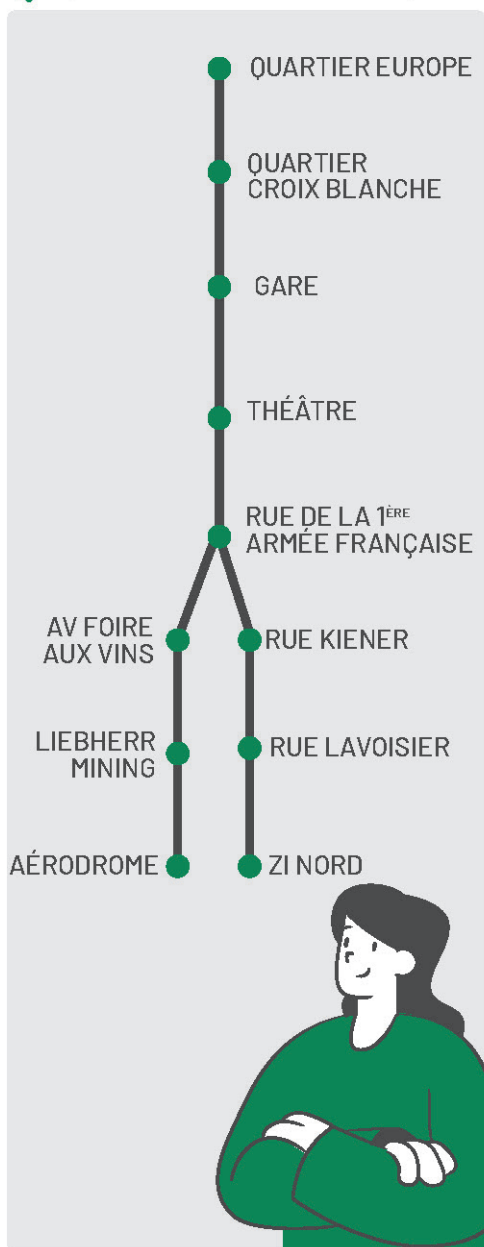 QUARTIER EUROPE
QUARTIER
CROIX BLANCHE
GARE
THÉÂTRE
RUE DE LA 1ÈRE
ARMÉE FRANÇAISE
AV FOIRE
AUX VINS
RUE KIENER
LIEBHERR
MINING
RUE LAVOISIER
AÉRODROME
ZI NORD